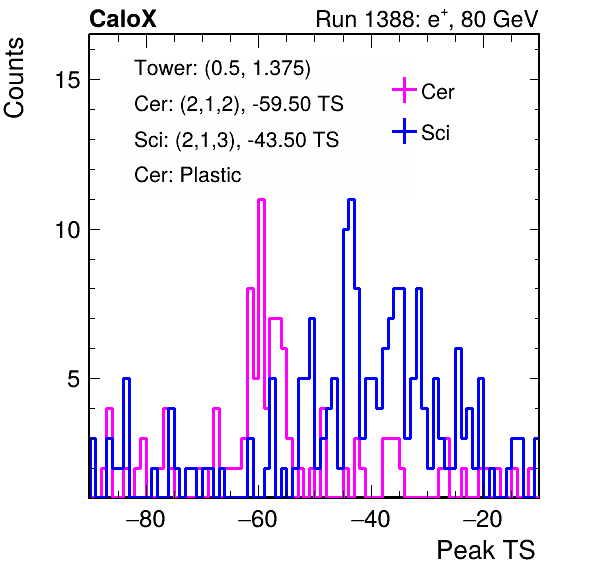 CaloX Run 1388: e⁺, 80 GeV
Counts
15
10
5
Tower: (0.5, 1.375)
Cer: (2,1,2), -59.50 TS
Sci: (2,1,3), -43.50 TS
Cer: Plastic
Cer
Sci
−80 −60 −40 −20
Peak TS